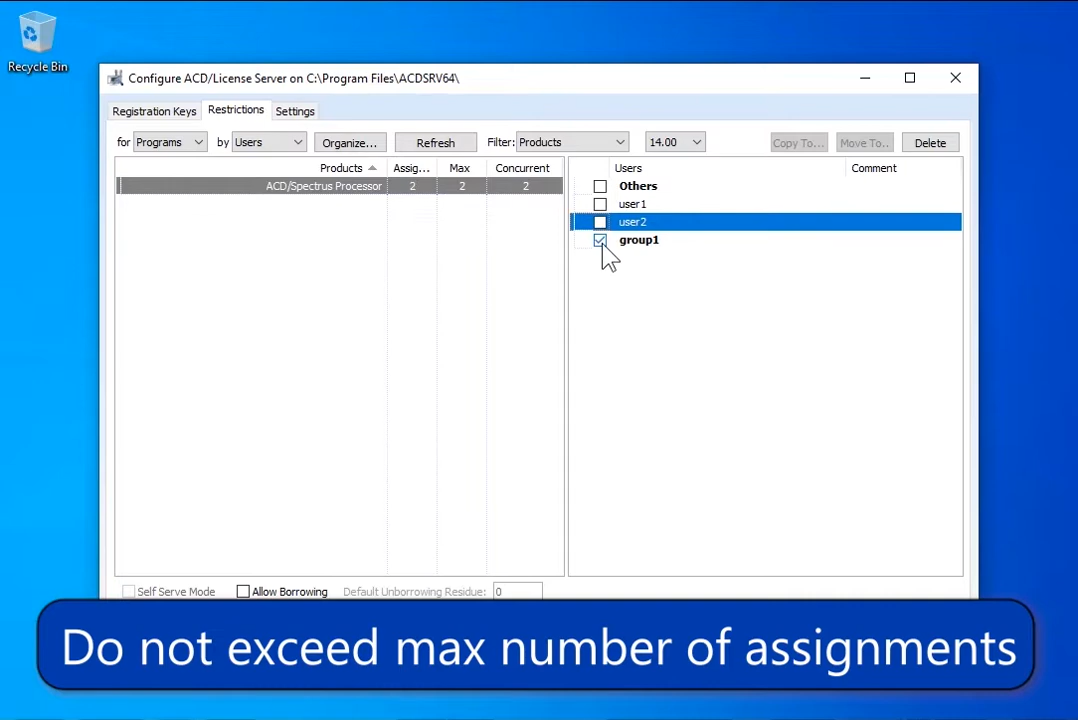 Recycle Bin
Configure ACD/License Server on C:\Program Files\ACDSRV64\
Registration Keys Restrictions Settings
for Programs by Users Organize... Refresh Filter: Products 14.00 Copy To... Move To.. Delete
Products Assig... Max Concurrent Users Comment
ACD/Spectrus Processor 2 2 2 Others
user1
user2
group1
Self Serve Mode Allow Borrowing Default Unborrowing Residue: 0
Do not exceed max number of assignments